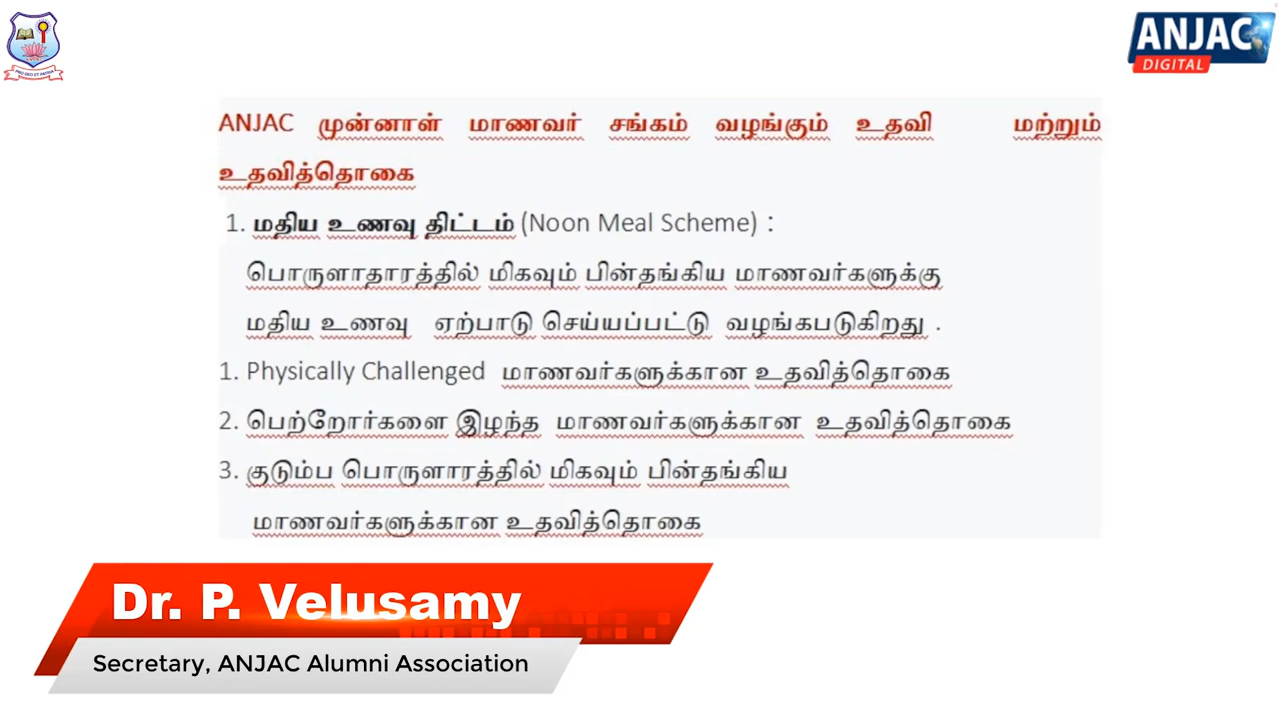 ANJAC
DIGITAL
ANJAC முன்னாள் மாணவர் சங்கம் வழங்கும் உதவி மற்றும்
உதவித்தொகை
1. மதிய உணவு திட்டம் (Noon Meal Scheme) :
பொருளாதாரத்தில் மிகவும் பின்தங்கிய மாணவர்களுக்கு
மதிய உணவு ஏற்பாடு செய்யப்பட்டு வழங்கபடுகிறது .
1. Physically Challenged மாணவர்களுக்கான உதவித்தொகை
2. பெற்றோர்களை இழந்த மாணவர்களுக்கான உதவித்தொகை
3. குடும்ப பொருளாரத்தில் மிகவும் பின்தங்கிய
மாணவர்களுக்கான உதவித்தொகை
Dr. P. Velusamy
Secretary, ANJAC Alumni Association